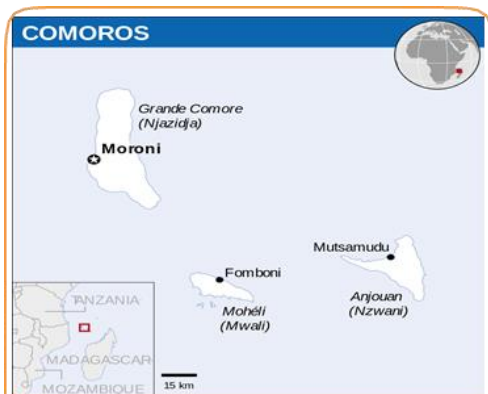 COMOROS
Grande Comore
(Njazidja)
Moroni
Mutsamudu
Fomboni
Anjouan
(Nzwani)
Mohéli
(Mwali)
TANZANIA
MADAGASCAR
MOZAMBIQUE
15 km